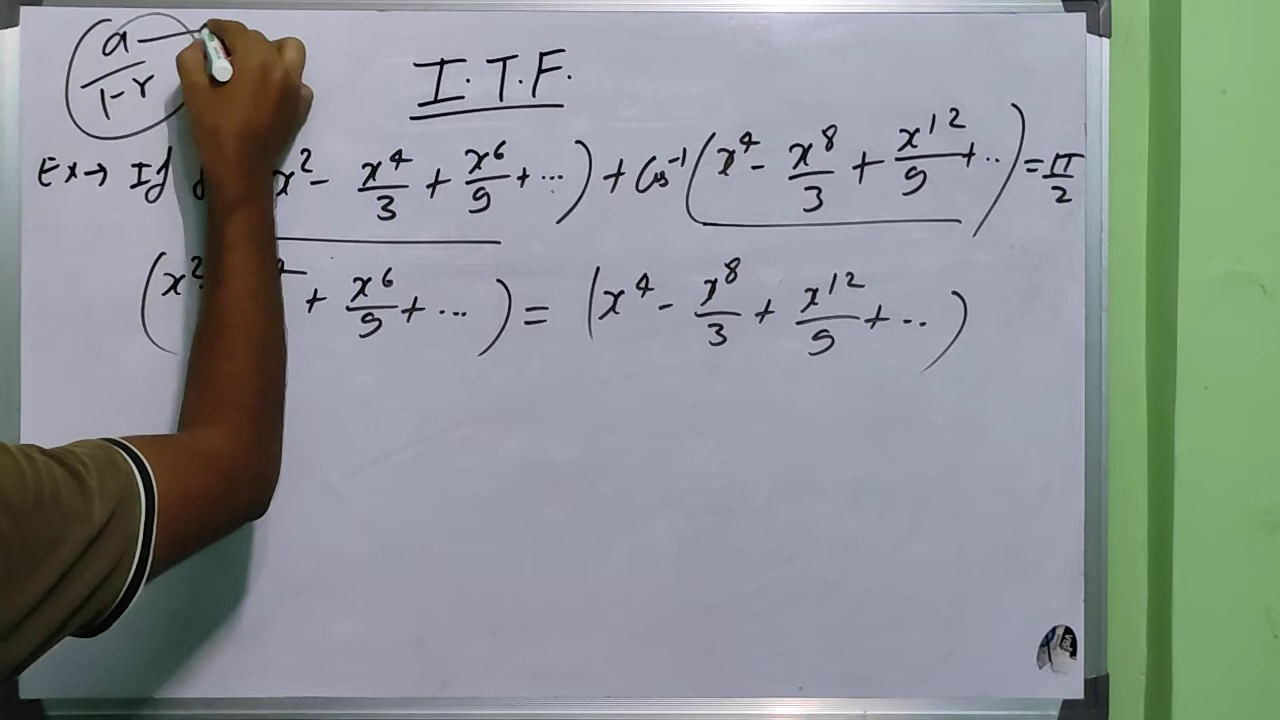 a
1-r
I.T.F.
Ex→ If x² - x⁴/3 + x⁶/9 + ...) + Cos⁻¹(x⁴ - x⁸/3 + x¹²/9 + ..) = π/2
(x² + x⁶/9 + ...) = (x⁴ - x⁸/3 + x¹²/9 + ..)